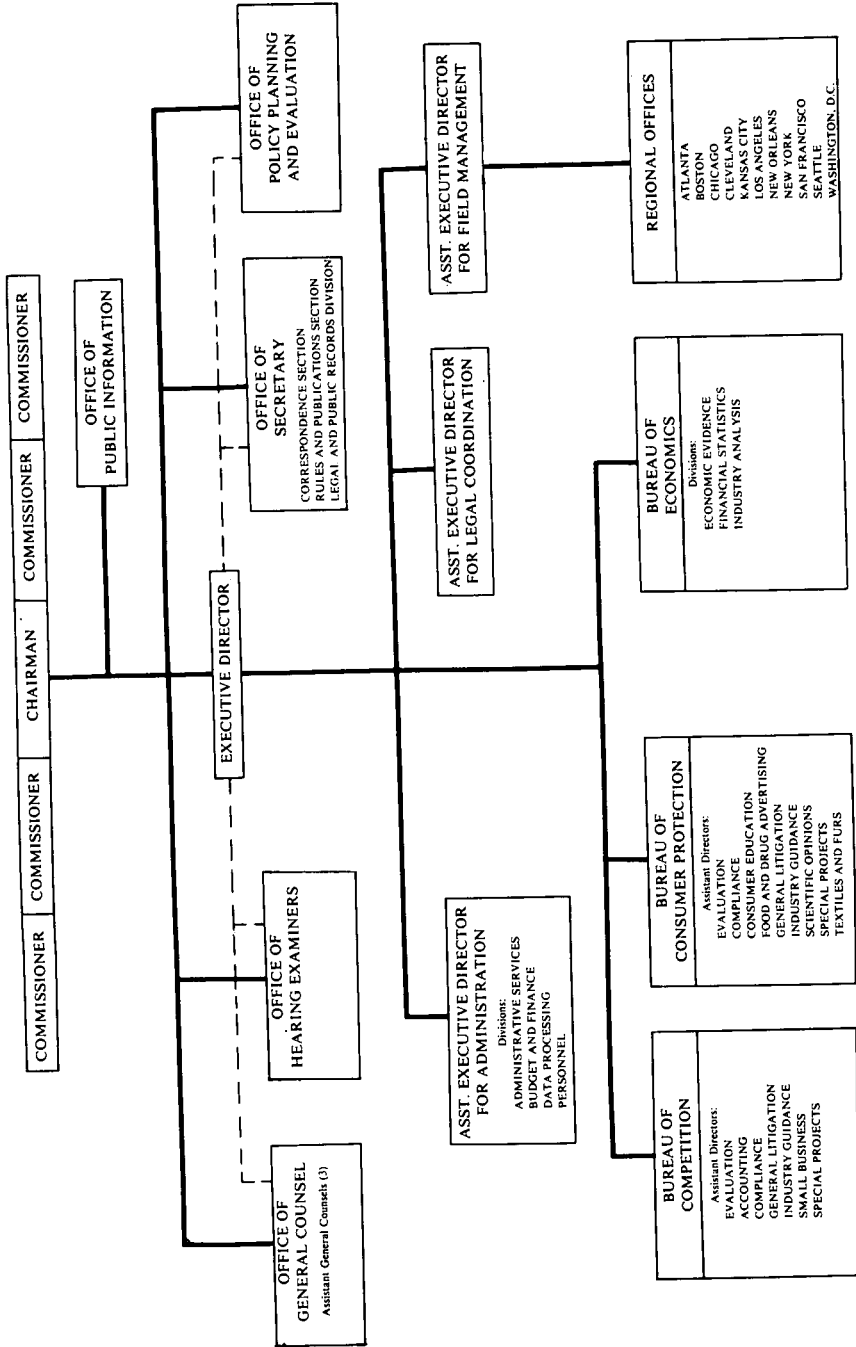 COMMISSIONER
COMMISSIONER
CHAIRMAN
COMMISSIONER
COMMISSIONER
OFFICE OF
PUBLIC INFORMATION
OFFICE OF
GENERAL COUNSEL
Assistant General Counsels (3)
OFFICE OF
HEARING EXAMINERS
EXECUTIVE DIRECTOR
OFFICE OF
SECRETARY
CORRESPONDENCE SECTION
RULES AND PUBLICATIONS SECTION
LEGAL AND PUBLIC RECORDS DIVISION
OFFICE OF
POLICY PLANNING
AND EVALUATION
ASST. EXECUTIVE DIRECTOR
FOR ADMINISTRATION
Divisions:
ADMINISTRATIVE SERVICES
BUDGET AND FINANCE
DATA PROCESSING
PERSONNEL
ASST. EXECUTIVE DIRECTOR
FOR LEGAL COORDINATION
ASST. EXECUTIVE DIRECTOR
FOR FIELD MANAGEMENT
BUREAU OF
COMPETITION
Assistant Directors:
EVALUATION
ACCOUNTING
COMPLIANCE
GENERAL LITIGATION
INDUSTRY GUIDANCE
SMALL BUSINESS
SPECIAL PROJECTS
BUREAU OF
CONSUMER PROTECTION
Assistant Directors:
EVALUATION
COMPLIANCE
CONSUMER EDUCATION
FOOD AND DRUG ADVERTISING
GENERAL LITIGATION
INDUSTRY GUIDANCE
SCIENTIFIC OPINIONS
SPECIAL PROJECTS
TEXTILES AND FURS
BUREAU OF
ECONOMICS
Divisions:
ECONOMIC EVIDENCE
FINANCIAL STATISTICS
INDUSTRY ANALYSIS
REGIONAL OFFICES
ATLANTA
BOSTON
CHICAGO
CLEVELAND
KANSAS CITY
LOS ANGELES
NEW ORLEANS
NEW YORK
SAN FRANCISCO
SEATTLE
WASHINGTON, D.C.